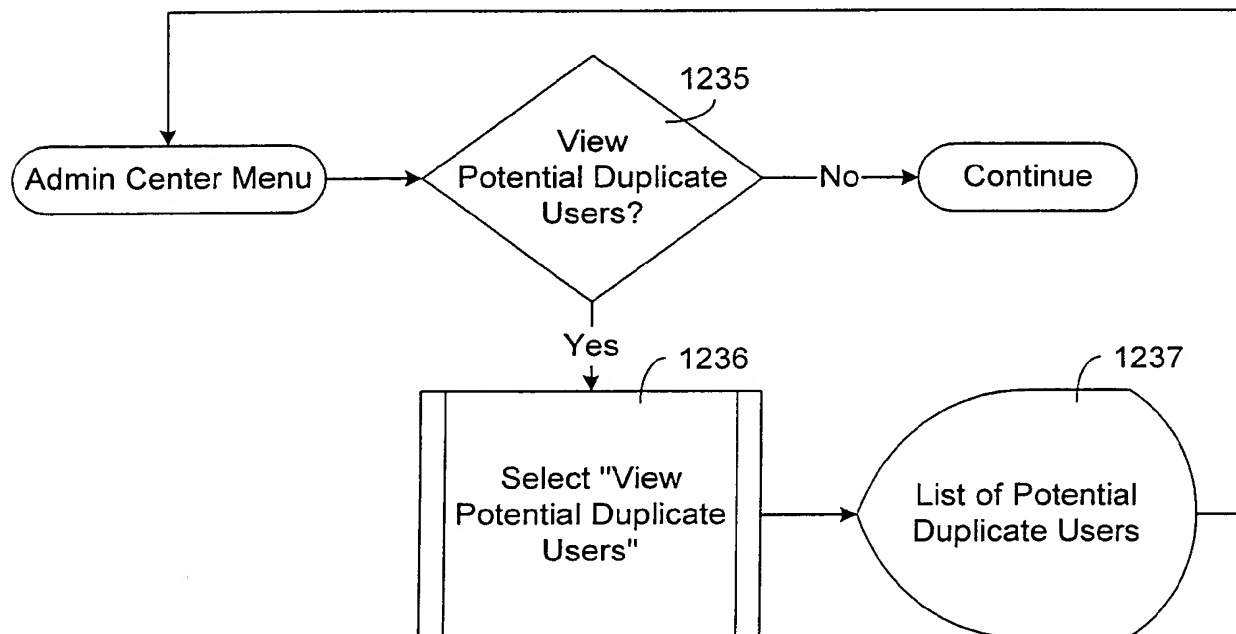 1235
View
Potential Duplicate
Users?
Admin Center Menu
No
Continue
Yes
1236
1237
Select "View
Potential Duplicate
Users"
List of Potential
Duplicate Users